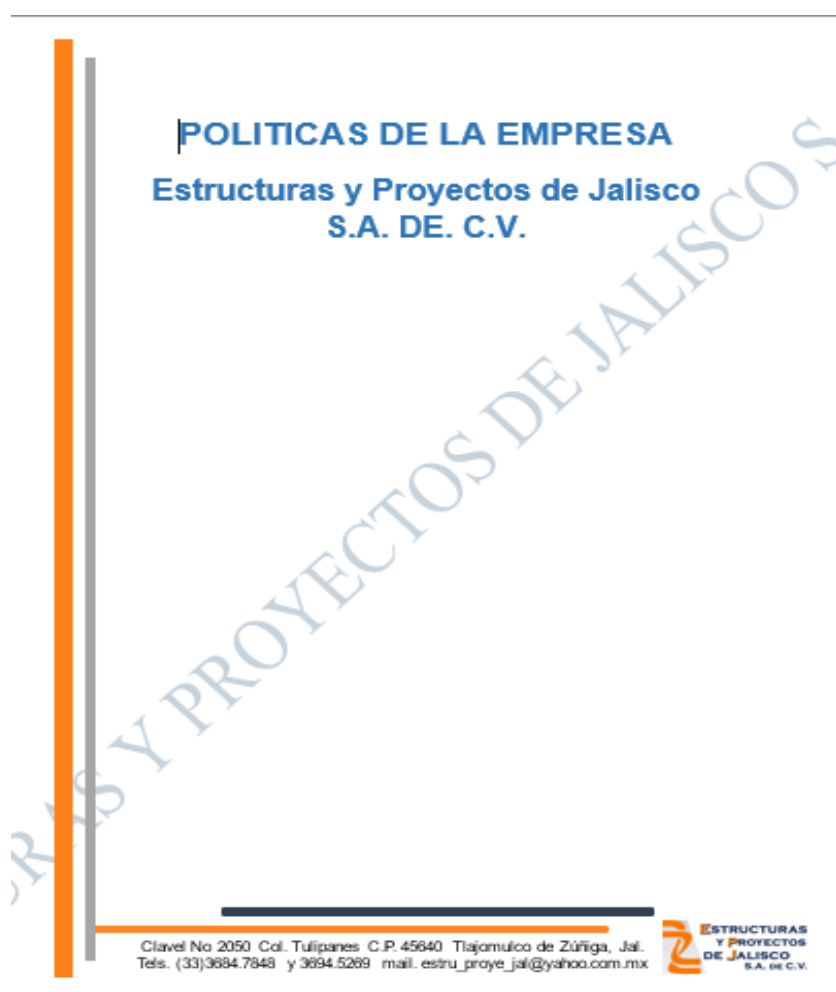 POLITICAS DE LA EMPRESA
Estructuras y Proyectos de Jalisco
S.A. DE. C.V.
URAS Y PROYECTOS DE JALISCO S
Clavel No 2050 Col. Tulipanes C.P. 45640 Tlajomulco de Zúñiga, Jal.
Tels. (33)3684.7848 y 3694.5269 mail. estru_proye_jal@yahoo.com.mx
ESTRUCTURAS
Y PROYECTOS
DE JALISCO
S.A. DE C.V.